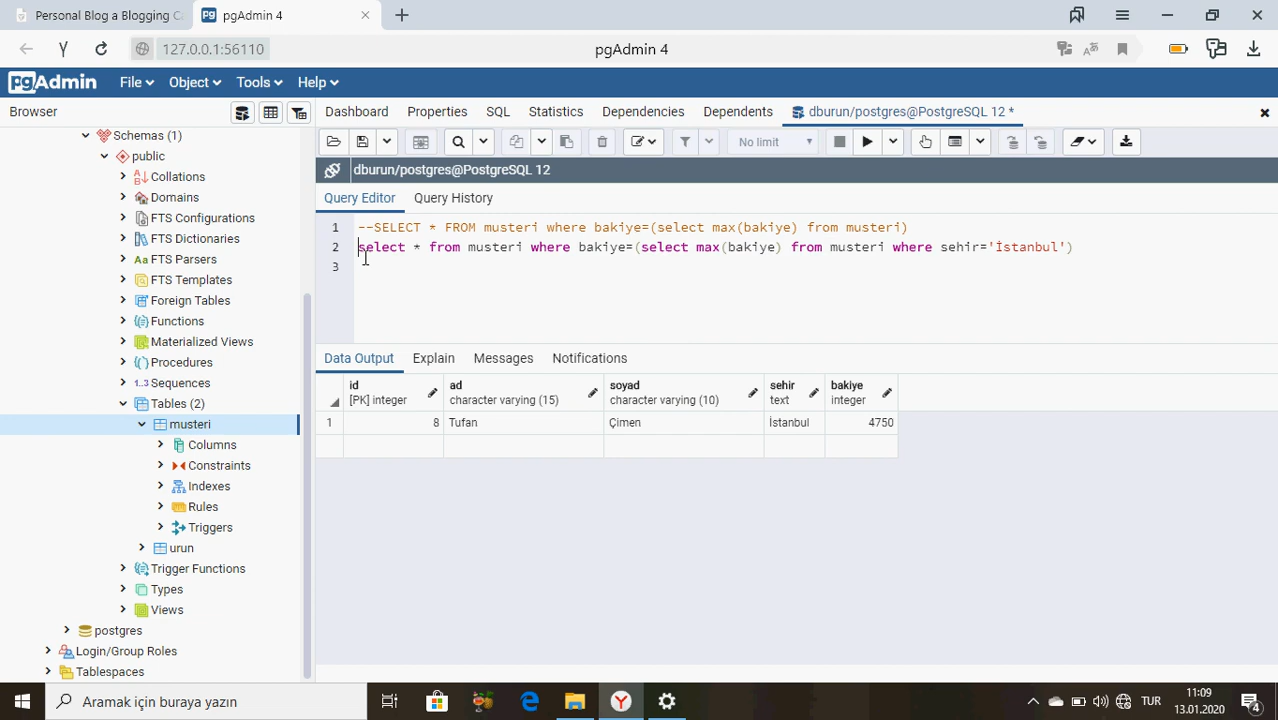 Personal Blog a Blogging Ca
pgAdmin 4
127.0.0.1:56110
pgAdmin 4
pgAdmin File Object Tools Help
Browser
Dashboard Properties SQL Statistics Dependencies Dependents dburun/postgres@PostgreSQL 12 *
No limit
dburun/postgres@PostgreSQL 12
Query Editor Query History
1 --SELECT * FROM musteri where bakiye=(select max(bakiye) from musteri)
2 select * from musteri where bakiye=(select max(bakiye) from musteri where sehir='İstanbul')
3
Schemas (1)
public
Collations
Domains
FTS Configurations
FTS Dictionaries
FTS Parsers
FTS Templates
Foreign Tables
Functions
Materialized Views
Procedures
1..3 Sequences
Tables (2)
musteri
Columns
Constraints
Indexes
Rules
Triggers
urun
Trigger Functions
Types
Views
postgres
Login/Group Roles
Tablespaces
Data Output Explain Messages Notifications
id ad soyad sehir bakiye
[PK] integer character varying (15) character varying (10) text integer
1 8 Tufan Çimen İstanbul 4750
Aramak için buraya yazın
TUR
11:09
13.01.2020
4